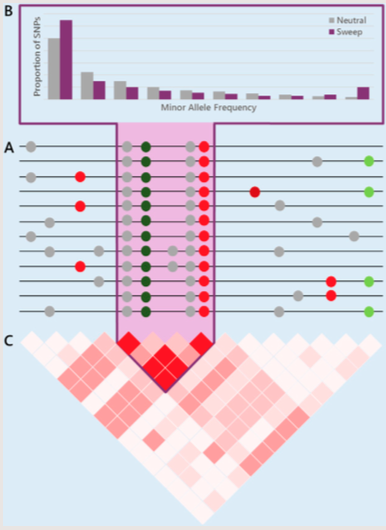 B
Proportion of SNPs
Neutral
Sweep
Minor Allele Frequency
A
C